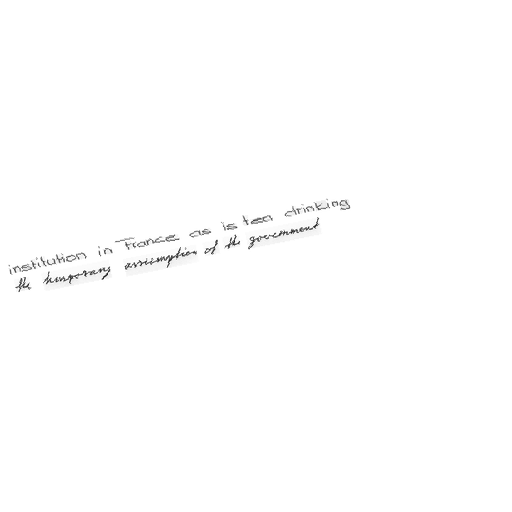 institution in France as is tea drinking
the temporary assumption of the government